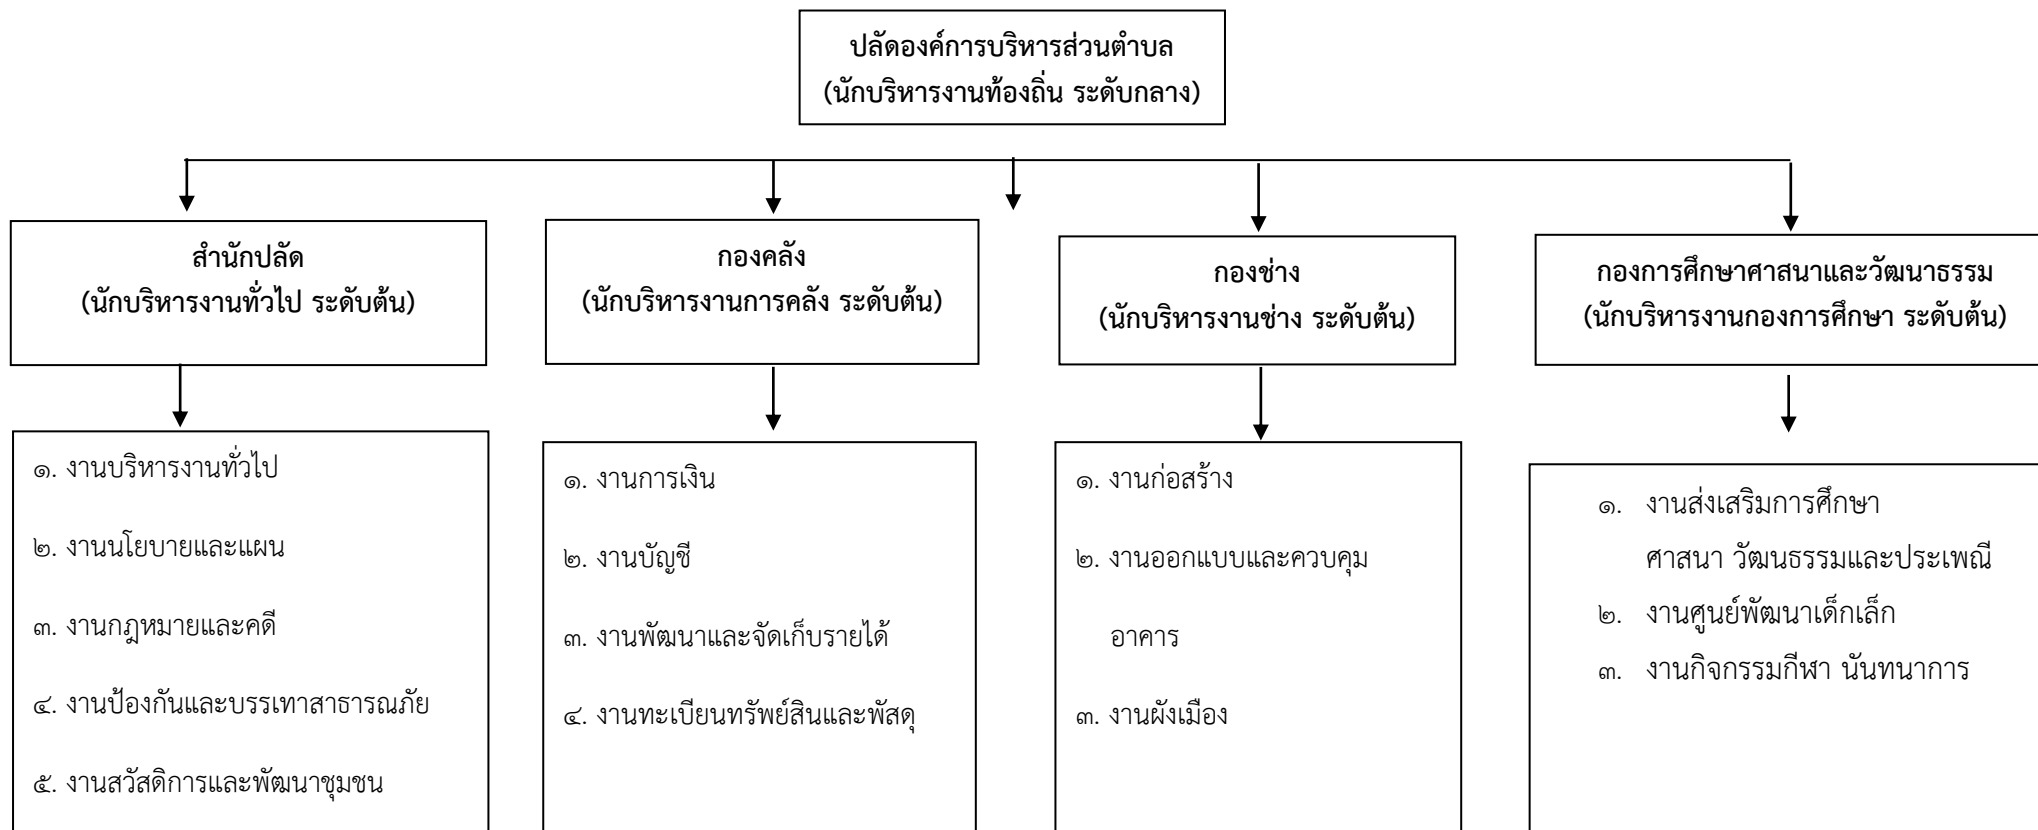 ปลัดองค์การบริหารส่วนตำบล
(นักบริหารงานท้องถิ่น ระดับกลาง)
สำนักปลัด
(นักบริหารงานทั่วไป ระดับต้น)
กองคลัง
(นักบริหารงานการคลัง ระดับต้น)
กองช่าง
(นักบริหารงานช่าง ระดับต้น)
กองการศึกษาศาสนาและวัฒนาธรรม
(นักบริหารงานกองการศึกษา ระดับต้น)
๑. งานบริหารงานทั่วไป
๒. งานนโยบายและแผน
๓. งานกฎหมายและคดี
๔. งานป้องกันและบรรเทาสาธารณภัย
๕. งานสวัสดิการและพัฒนาชุมชน
๑. งานการเงิน
๒. งานบัญชี
๓. งานพัฒนาและจัดเก็บรายได้
๔. งานทะเบียนทรัพย์สินและพัสดุ
๑. งานก่อสร้าง
๒. งานออกแบบและควบคุม
อาคาร
๓. งานผังเมือง
๑. งานส่งเสริมการศึกษา
ศาสนา วัฒนธรรมและประเพณี
๒. งานศูนย์พัฒนาเด็กเล็ก
๓. งานกิจกรรมกีฬา นันทนาการ